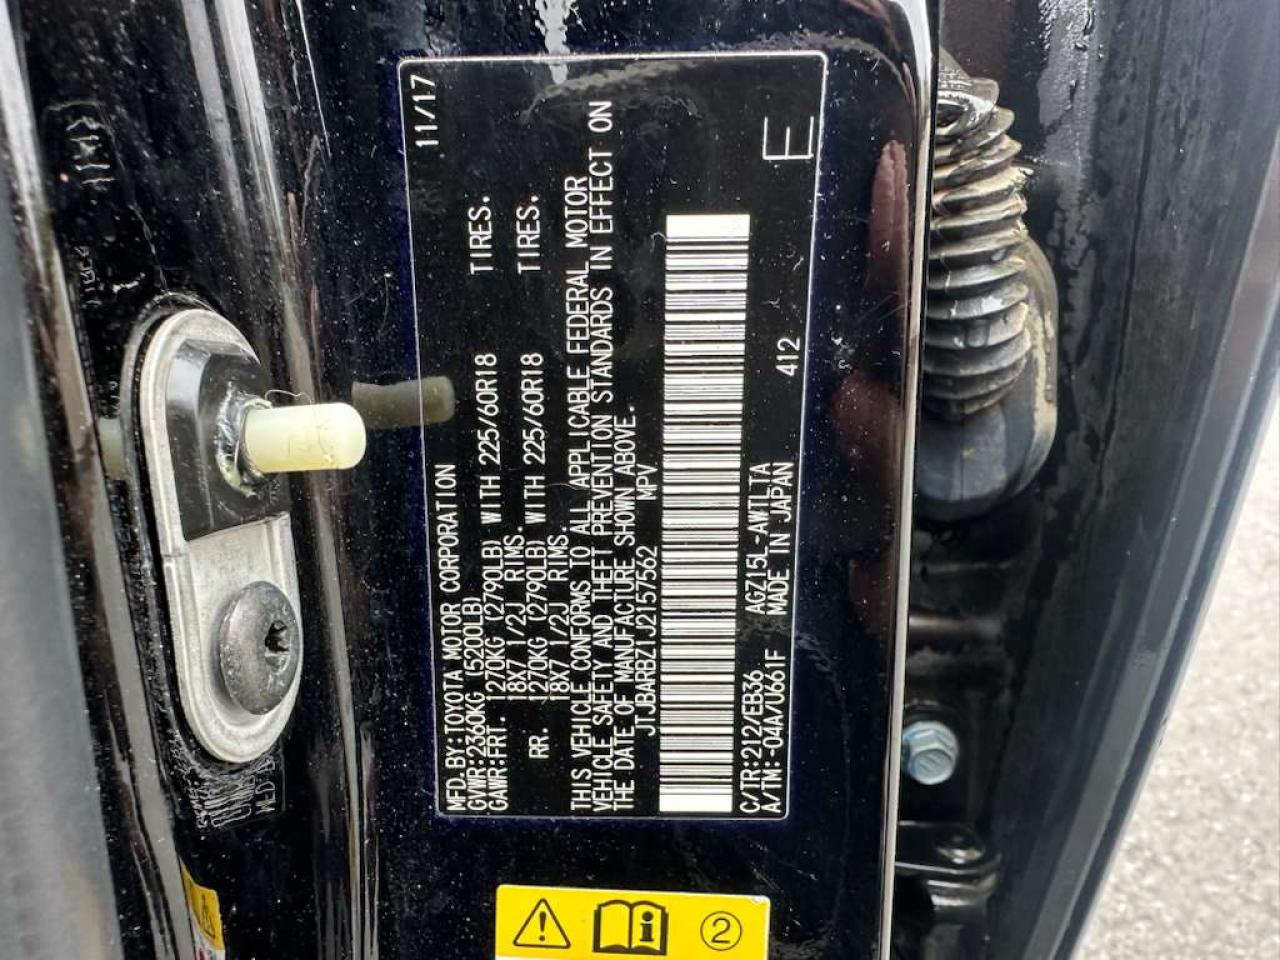 MFD.BY:TOYOTA MOTOR CORPORATION 11/17
GVWR:2360KG (5200LB)
GAWR:FRT. 1270KG (2790LB) WITH 225/60R18 TIRES.
18X7 1/2J RIMS.
RR. 1270KG (2790LB) WITH 225/60R18 TIRES.
18X7 1/2J RIMS.
THIS VEHICLE CONFORMS TO ALL APPLICABLE FEDERAL MOTOR
VEHICLE SAFETY AND THEFT PREVENTION STANDARDS IN EFFECT ON
THE DATE OF MANUFACTURE SHOWN ABOVE.
JTJBARBZ1J2157562 MPV
C/TR:212/EB36 AGZ15L-AWTLTA 412 E
A/TM:-04A/U661F MADE IN JAPAN
i 2